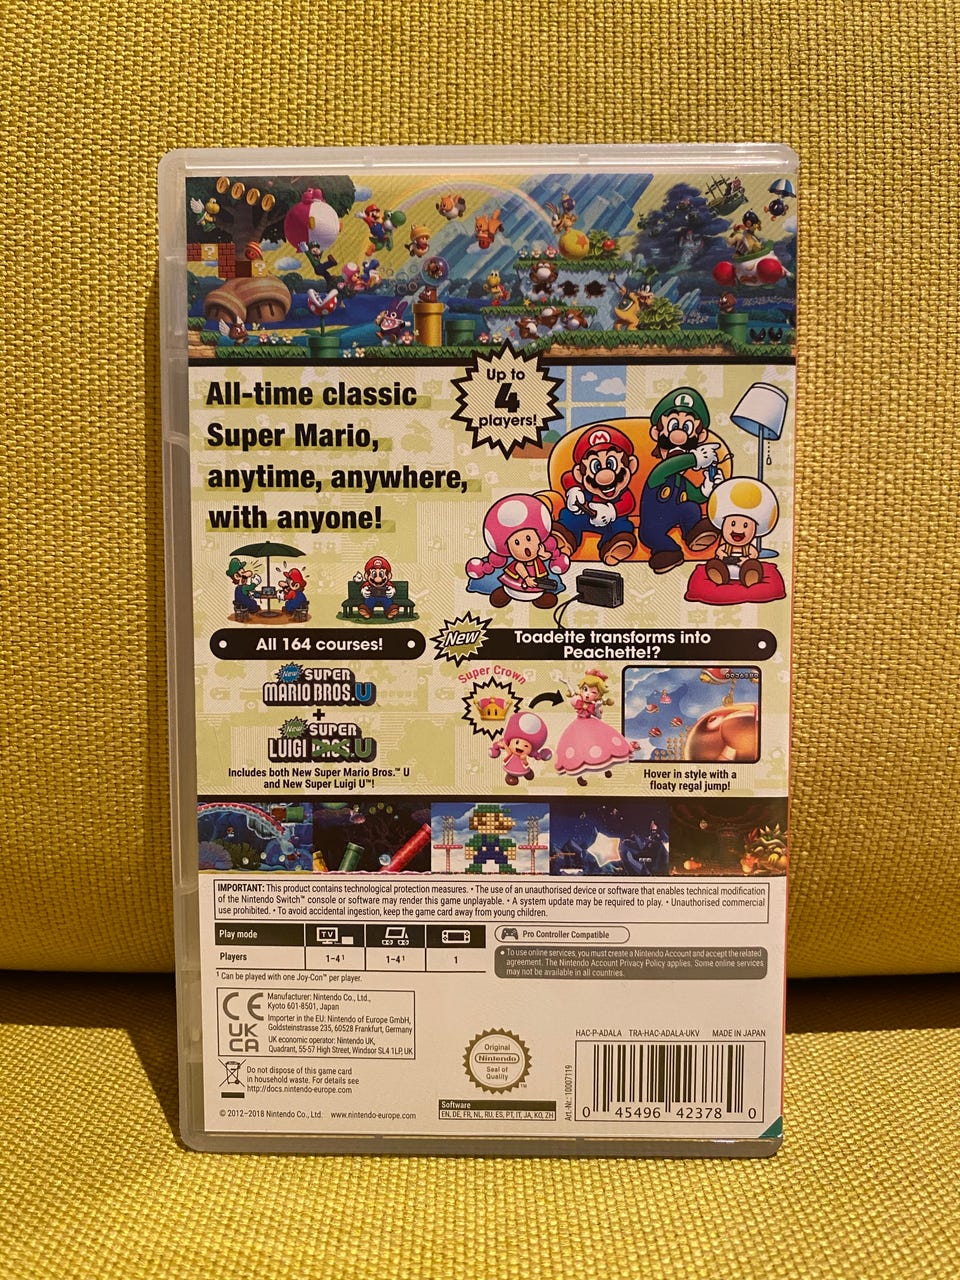 Up to
4
players!
All-time classic
Super Mario,
anytime, anywhere,
with anyone!
All 164 courses!
New
Toadette transforms into
Peachette!?
New SUPER
MARIO BROS.U
+
New SUPER
LUIGI BROS.U
Includes both New Super Mario Bros.™ U
and New Super Luigi U™!
Super Crown
Hover in style with a
floaty regal jump!
IMPORTANT: This product contains technological protection measures. • The use of an unauthorised device or software that enables technical modification
of the Nintendo Switch™ console or software may render this game unplayable. • A system update may be required to play. • Unauthorised commercial
use prohibited. • To avoid accidental ingestion, keep the game card away from young children.
Play mode
TV
Players
1-4¹
1-4¹
1
¹ Can be played with one Joy-Con™ per player.
Pro Controller Compatible
• To use online services, you must create a Nintendo Account and accept the related
agreement. The Nintendo Account Privacy Policy applies. Some online services
may not be available in all countries.
CE
UK
CA
Manufacturer: Nintendo Co., Ltd.,
Kyoto 601-8501, Japan
Importer in the EU: Nintendo of Europe GmbH,
Goldsteinstrasse 235, 60528 Frankfurt, Germany
UK economic operator: Nintendo UK,
Quadrant, 55-57 High Street, Windsor SL4 1LP, UK
Do not dispose of this game card
in household waste. For details see
http://docs.nintendo-europe.com
© 2012–2018 Nintendo Co., Ltd. www.nintendo-europe.com
Original
Nintendo
Seal of
Quality
™
Software
EN, DE, FR, NL, RU, ES, PT, IT, JA, KO, ZH
HAC-P-ADALA TRA-HAC-ADALA-UKV MADE IN JAPAN
Art.-Nr.: 10007119
0 45496 42378 0